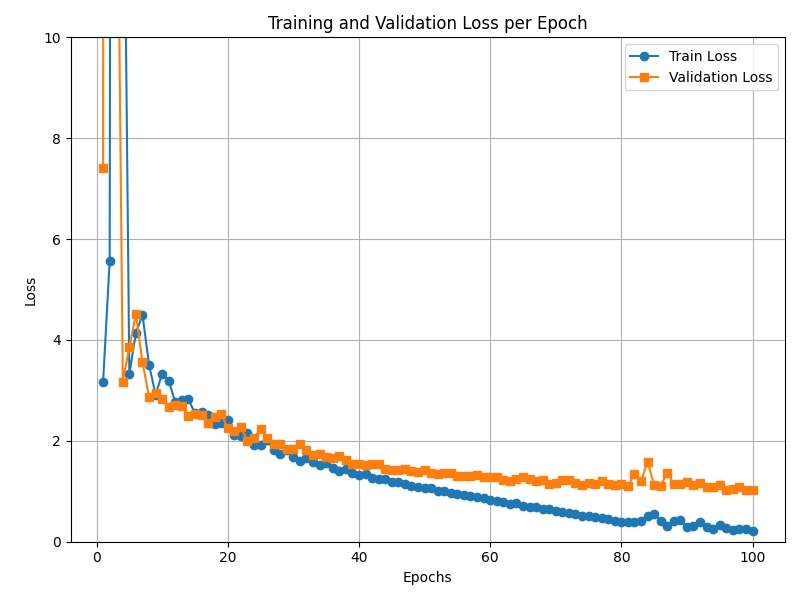 Training and Validation Loss per Epoch
Train Loss
Validation Loss
10
8
6
4
2
0
Loss
0 20 40 60 80 100
Epochs